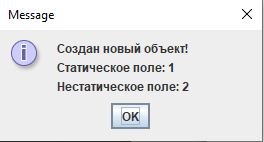 Message
Создан новый объект!
Статическое поле: 1
Нестатическое поле: 2
OK